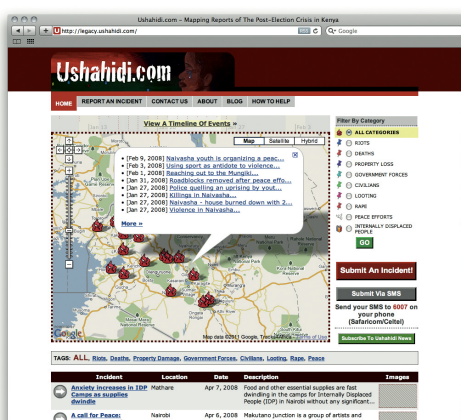 Ushahidi.com – Mapping Reports of The Post-Election Crisis in Kenya
http://legacy.ushahidi.com/
Google
Ushahidi.com
HOME REPORT AN INCIDENT CONTACT US ABOUT BLOG HOW TO HELP
View A Timeline Of Events »
Map Satellite Hybrid
• [Feb 9, 2008] Naivasha youth is organizing a peac...
• [Feb 3, 2008] Using sport as antidote to violence...
• [Feb 1, 2008] Reaching out to the Mungiki...
• [Jan 31, 2008] Roadblocks removed after peace effo...
• [Jan 27, 2008] Police quelling an uprising by yout...
• [Jan 27, 2008] Killings in Naivasha...
• [Jan 27, 2008] Naivasha - house burned down with 2...
• [Jan 27, 2008] Violence in Naivasha...
More »
Google
Terms of Use
Filter By Category
ALL CATEGORIES
RIOTS
DEATHS
PROPERTY LOSS
GOVERNMENT FORCES
CIVILIANS
LOOTING
RAPE
PEACE EFFORTS
INTERNALLY DISPLACED
PEOPLE
GO
Submit An Incident!
Submit Via SMS
Send your SMS to 6007 on
your phone
(Safaricom/Celtel)
Subscribe To Ushahidi News
TAGS: ALL, Riots, Deaths, Property Damage, Government Forces, Civilians, Looting, Rape, Peace
Incident Location Date Description Images
Anxiety increases in IDP Mathare Apr 7, 2008 Food and other essential supplies are fast
Camps as supplies dwindling in the camps for Internally Displaced
dwindle People (IDP) in Nairobi without any significant...
A call for Peace: Nairobi Apr 6, 2008 Makutano junction is a group of artists and